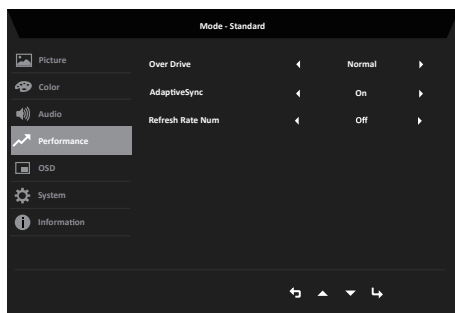 Mode - Standard
Picture
Color
Audio
Performance
OSD
System
Information
Over Drive Normal
AdaptiveSync On
Refresh Rate Num Off